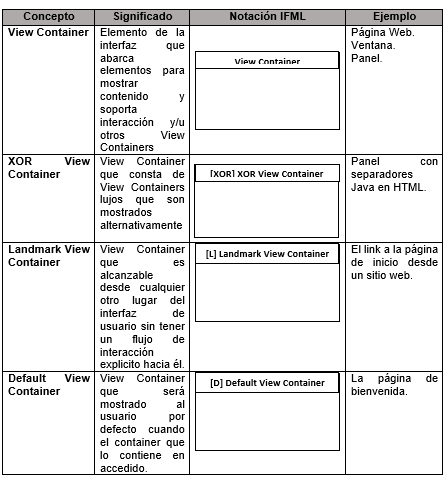 Concepto Significado Notación IFML Ejemplo
View Container
Elemento de la
interfaz que
abarca
elementos para
mostrar
contenido y
soporta
interacción y/u
otros View
Containers
View Container
Página Web.
Ventana.
Panel.
XOR View
Container
View Container
que consta de
View Containers
lujos que son
mostrados
alternativamente
[XOR] XOR View Container
Panel con
separadores
Java en HTML.
Landmark View
Container
View Container
que es
alcanzable
desde cualquier
otro lugar del
interfaz de
usuario sin tener
un flujo de
interacción
explicito hacia él.
[L] Landmark View Container
El link a la página
de inicio desde
un sitio web.
Default View
Container
View Container
que será
mostrado al
usuario por
defecto cuando
el container que
lo contiene en
accedido.
[D] Default View Container
La página de
bienvenida.